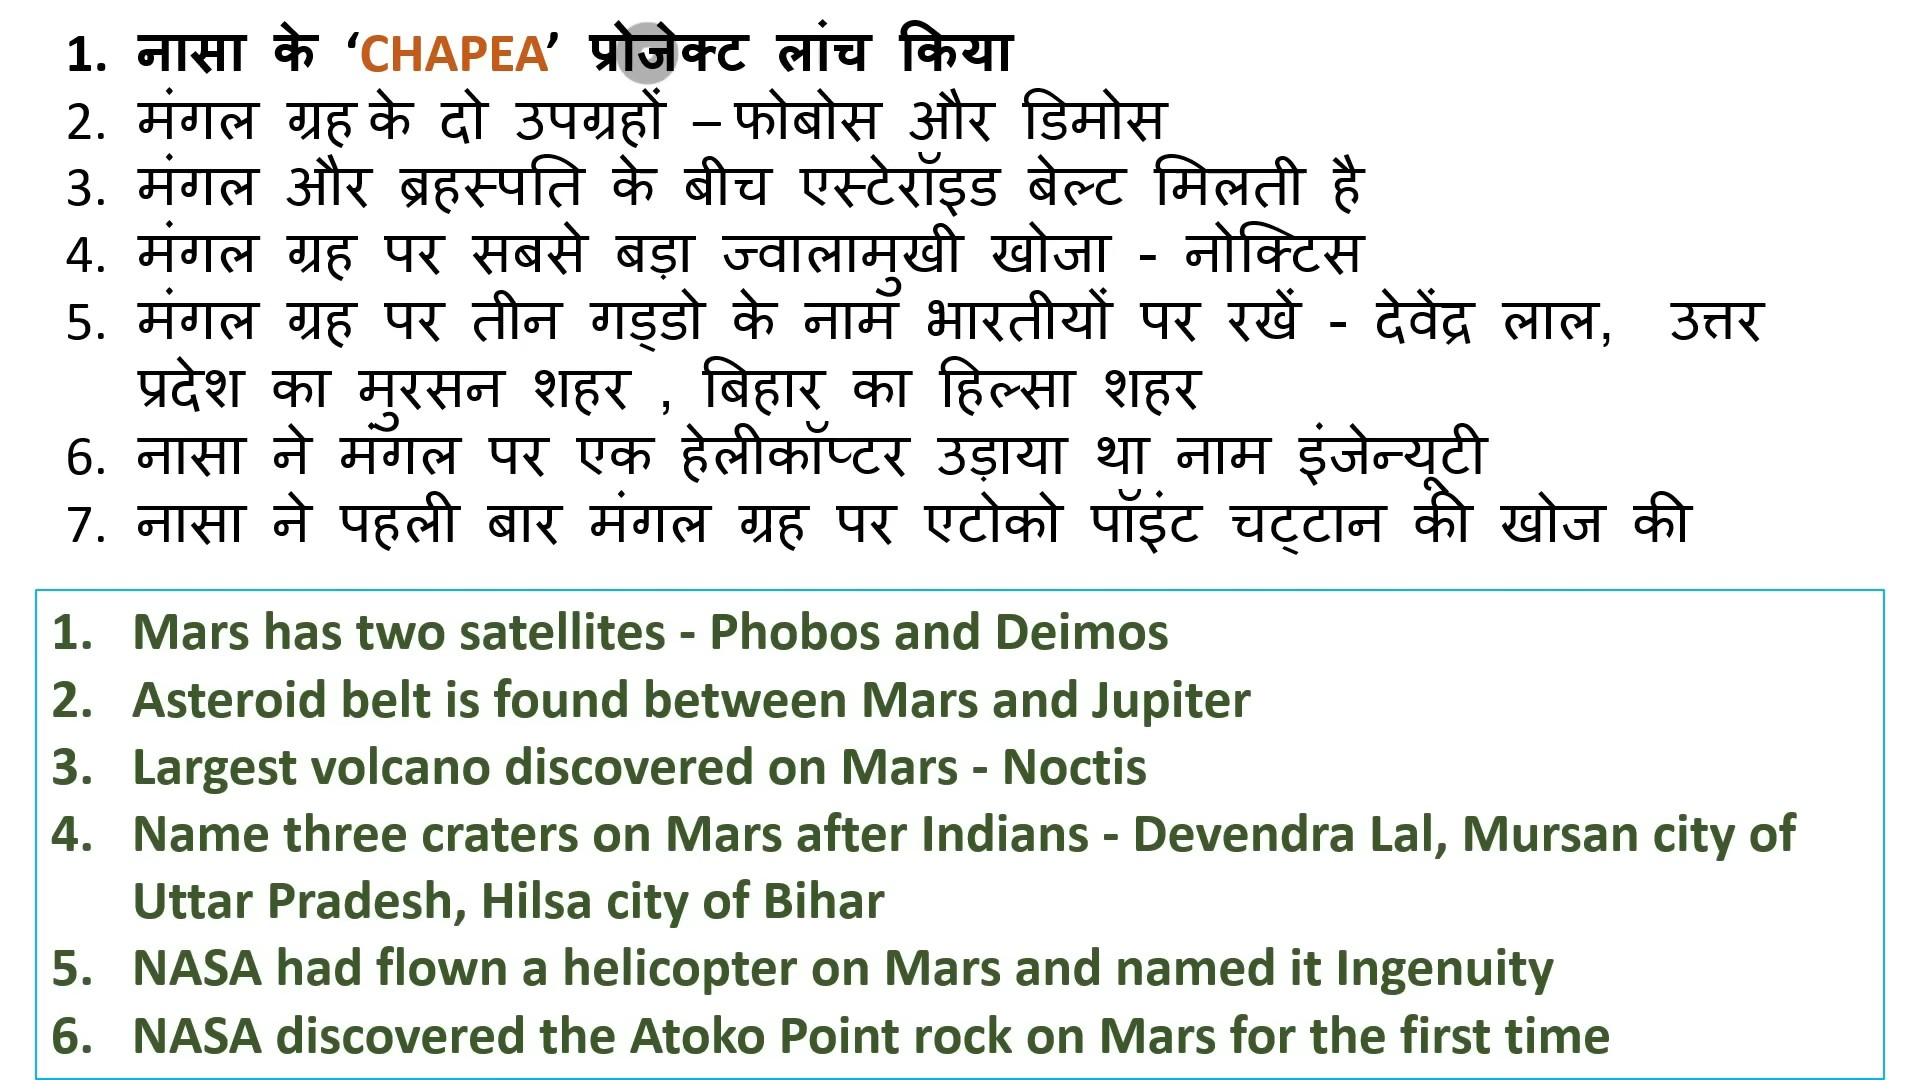 1. नासा के ‘CHAPEA’ प्रोजेक्ट लांच किया
2. मंगल ग्रह के दो उपग्रहों – फोबोस और डिमोस
3. मंगल और ब्रहस्पति के बीच एस्टेरॉइड बेल्ट मिलती है
4. मंगल ग्रह पर सबसे बड़ा ज्वालामुखी खोजा - नोक्टिस
5. मंगल ग्रह पर तीन गड्डो के नाम भारतीयों पर रखें - देवेंद्र लाल, उत्तर
प्रदेश का मुरसन शहर , बिहार का हिल्सा शहर
6. नासा ने मंगल पर एक हेलीकॉप्टर उड़ाया था नाम इंजेन्यूटी
7. नासा ने पहली बार मंगल ग्रह पर एटोको पॉइंट चट्टान की खोज की
1. Mars has two satellites - Phobos and Deimos
2. Asteroid belt is found between Mars and Jupiter
3. Largest volcano discovered on Mars - Noctis
4. Name three craters on Mars after Indians - Devendra Lal, Mursan city of
Uttar Pradesh, Hilsa city of Bihar
5. NASA had flown a helicopter on Mars and named it Ingenuity
6. NASA discovered the Atoko Point rock on Mars for the first time